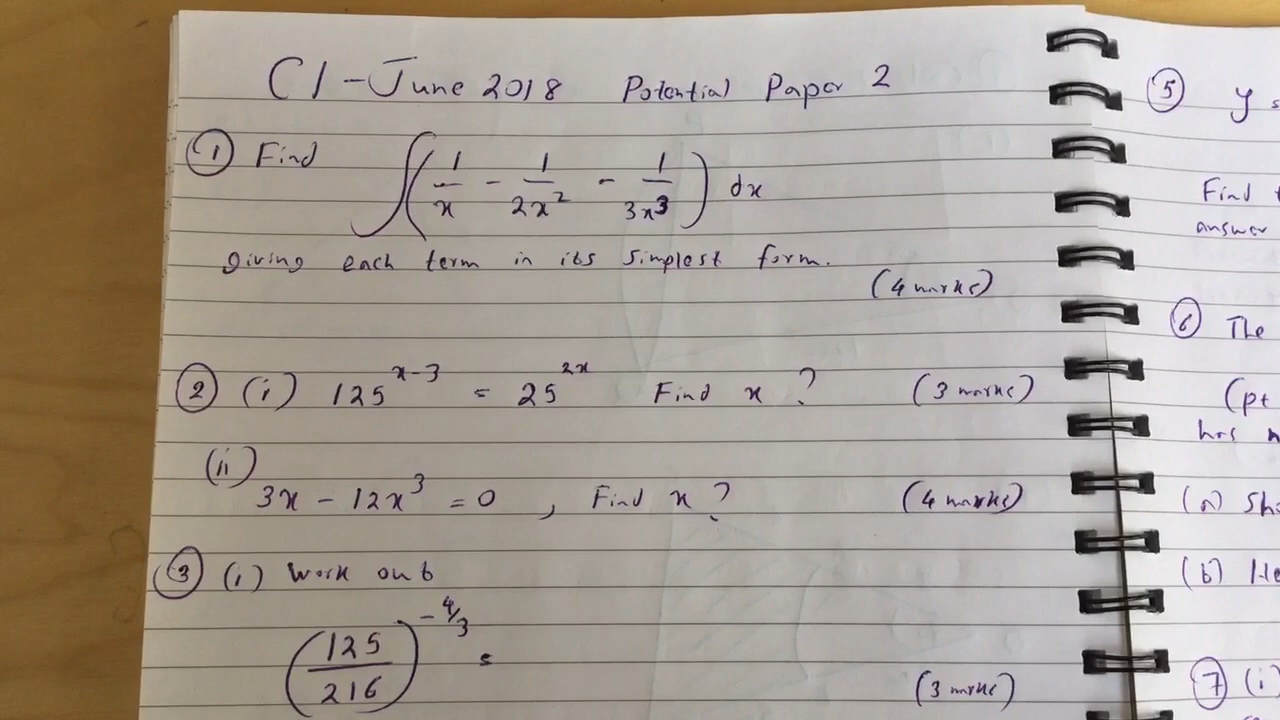 C1 - June 2018 Potential Paper 2
① Find ∫(1/x - 1/2x² - 1/3x³) dx
giving each term in its simplest form.
(4 marks)
② (i) 125^(x-3) = 25^(2x) Find x ? (3 marks)
(ii)
3x - 12x³ = 0 , Find x ? (4 marks)
③ (i) Work out
(125/216)^(-4/3) =
(3 marks)
⑤ y
Find
answer
⑥ The
(pt
has
(a)
(b)
⑦ (i)